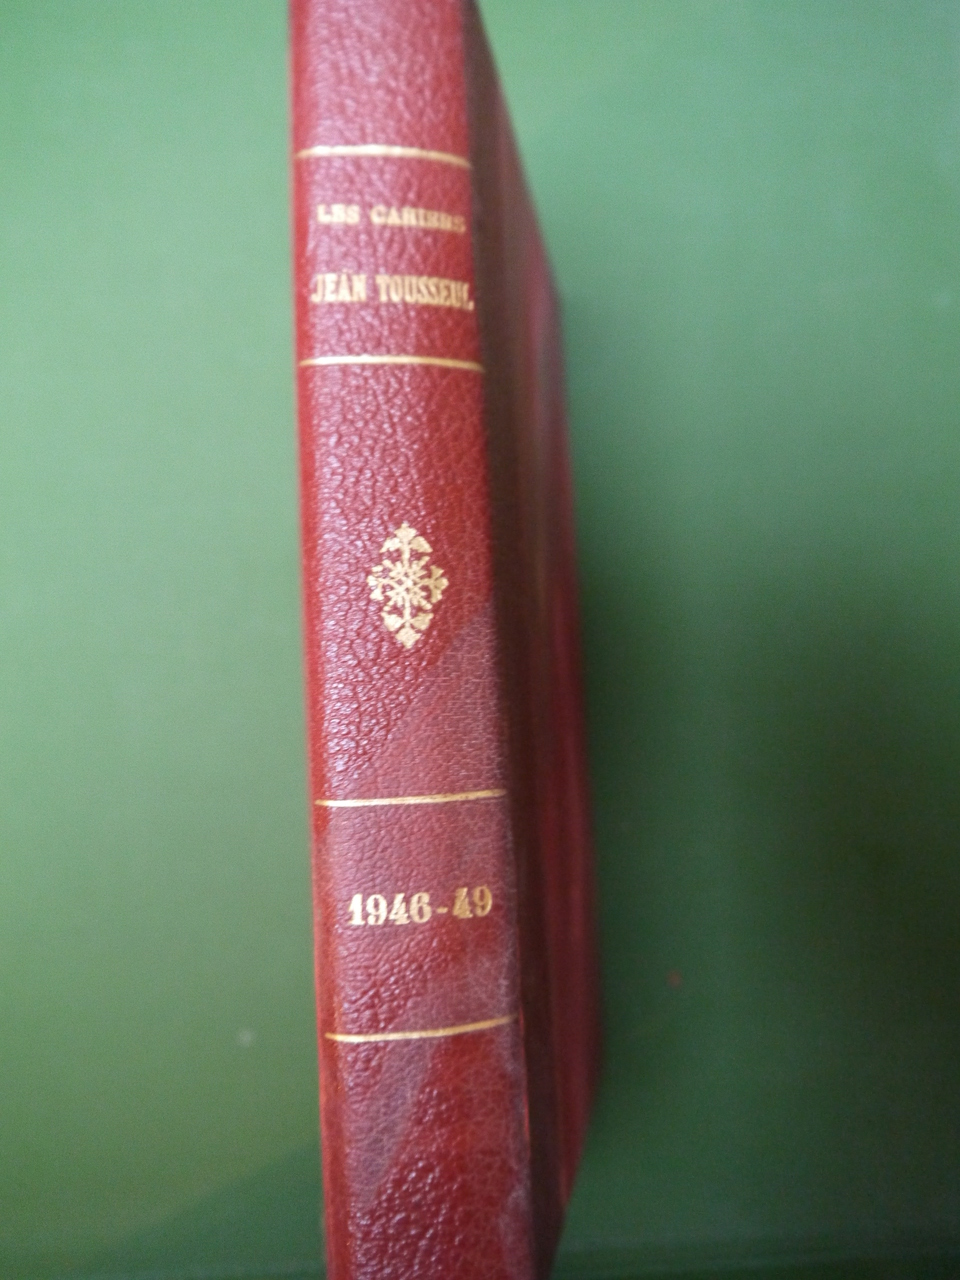 LES CAHIERS
JEAN TOUSSEUL
1946-49